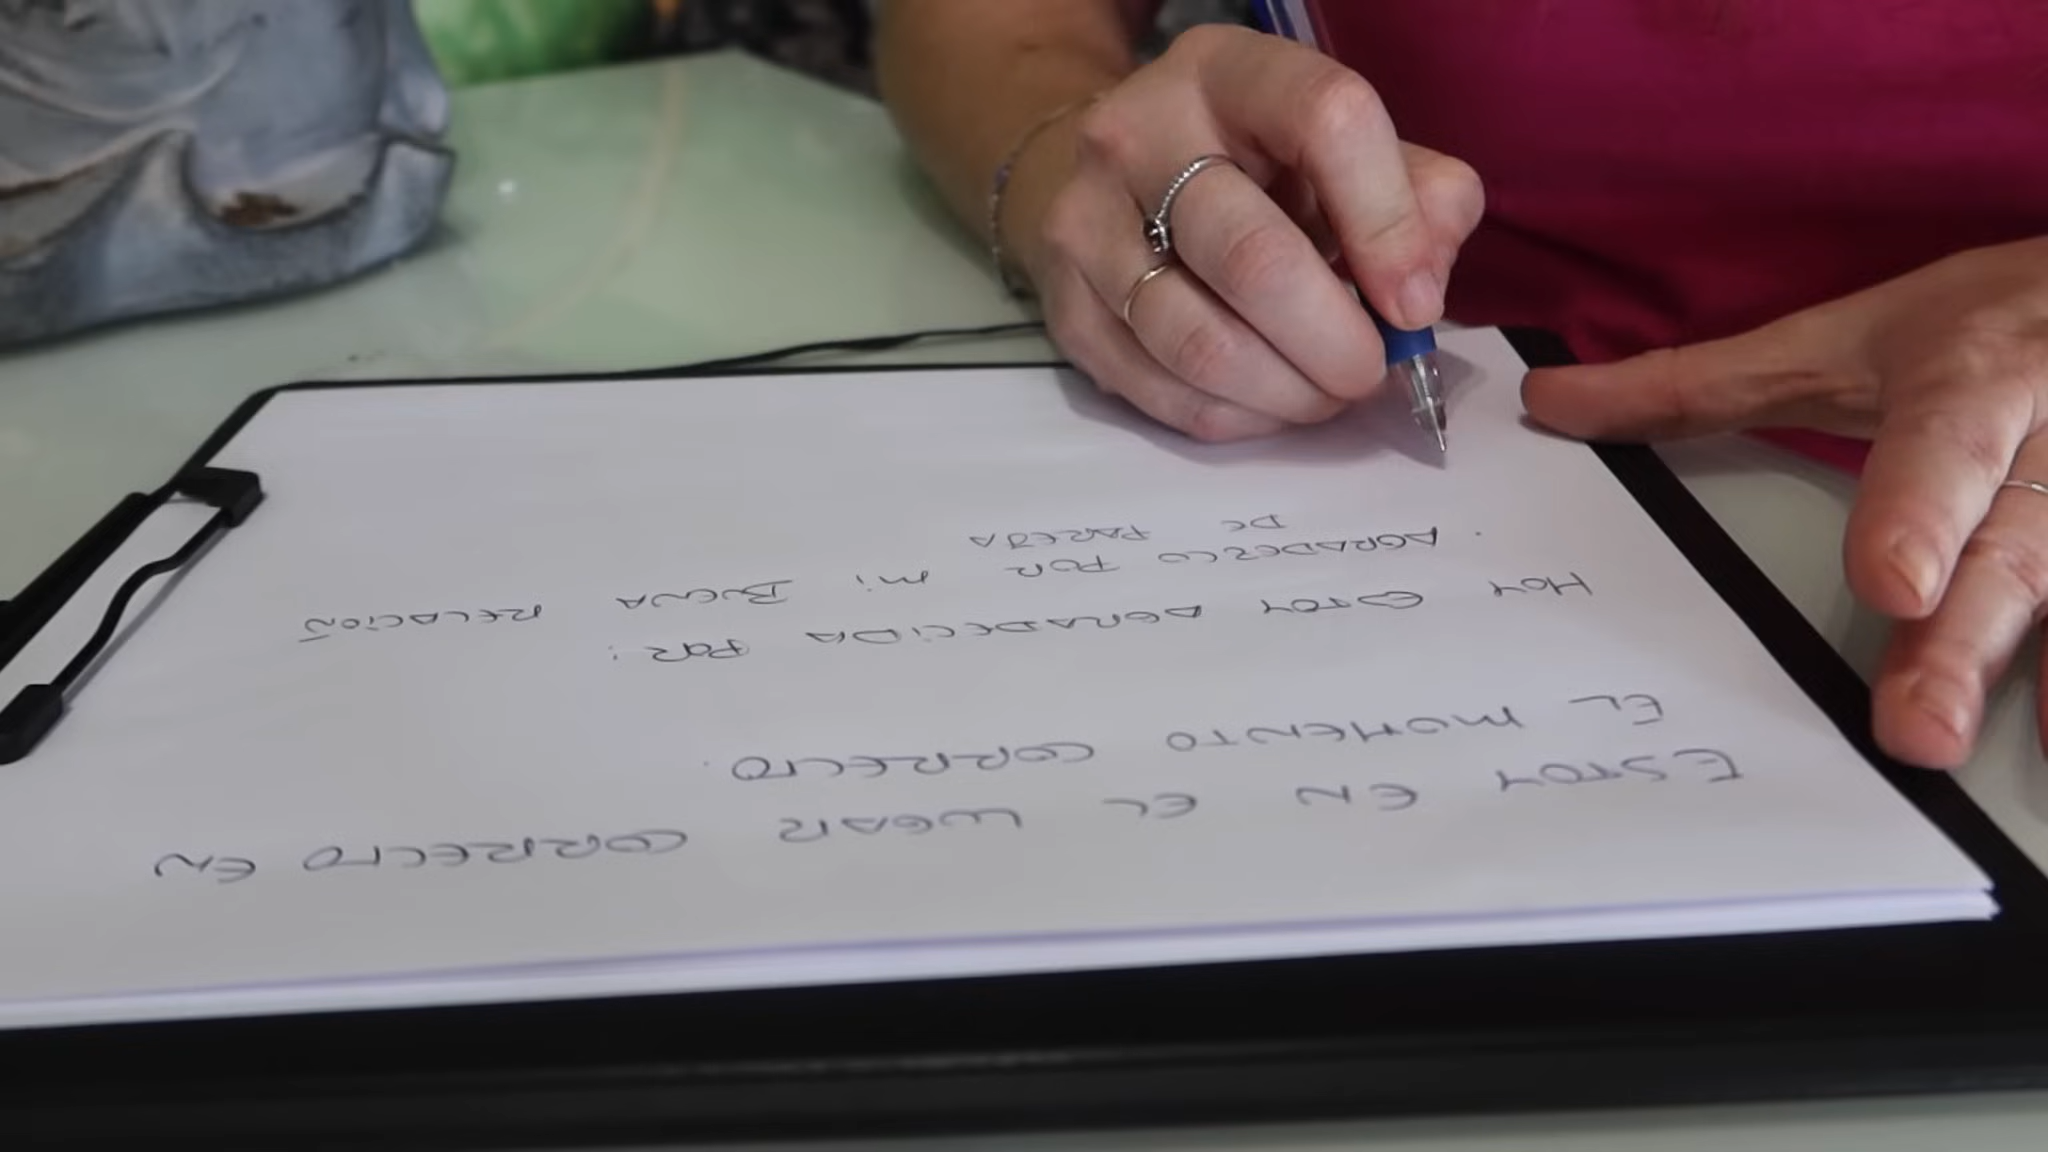 ESTOY EN EL LUGAR CORRECTO EN
EL MOMENTO CORRECTO.
HOY ESTOY AGRADECIDA POR:
· AGRADEZCO POR mi BUENA RELACIÓN
DE PAREJA